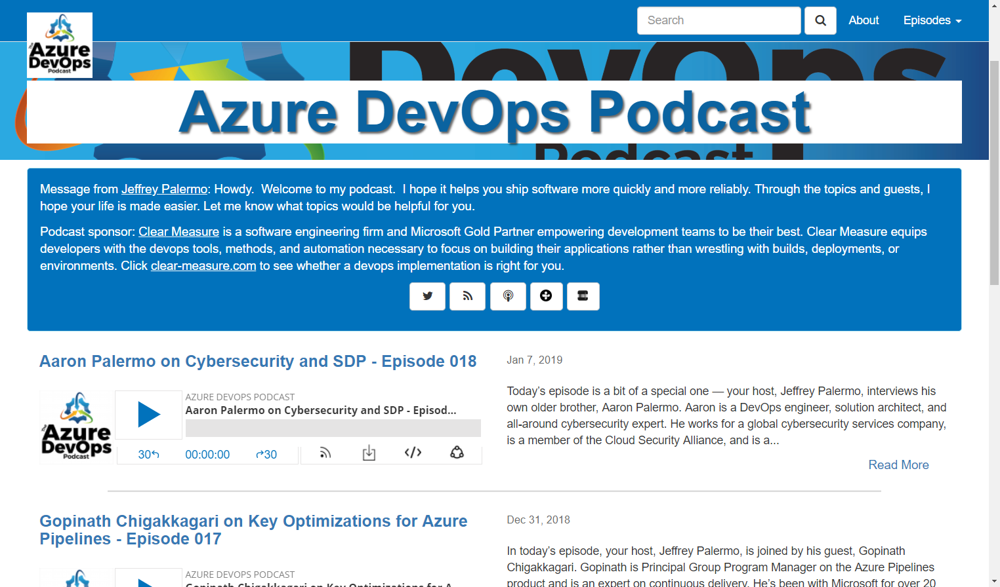 Search
About
Episodes
The
Azure
DevOps
Podcast
DevOps
Azure DevOps Podcast
Podcast
Message from Jeffrey Palermo: Howdy.  Welcome to my podcast.  I hope it helps you ship software more quickly and more reliably. Through the topics and guests, I
hope your life is made easier. Let me know what topics would be helpful for you.
Podcast sponsor: Clear Measure is a software engineering firm and Microsoft Gold Partner empowering development teams to be their best. Clear Measure equips
developers with the devops tools, methods, and automation necessary to focus on building their applications rather than wrestling with builds, deployments, or
environments. Click clear-measure.com to see whether a devops implementation is right for you.
Aaron Palermo on Cybersecurity and SDP - Episode 018
The
Azure
DevOps
Podcast
AZURE DEVOPS PODCAST
Aaron Palermo on Cybersecurity and SDP - Episod...
30
00:00:00
30
Jan 7, 2019
Today’s episode is a bit of a special one — your host, Jeffrey Palermo, interviews his
own older brother, Aaron Palermo. Aaron is a DevOps engineer, solution architect, and
all-around cybersecurity expert. He works for a global cybersecurity services company,
is a member of the Cloud Security Alliance, and is a...
Read More
Gopinath Chigakkagari on Key Optimizations for Azure
Pipelines - Episode 017
AZURE DEVOPS PODCAST
Gopinath Chigakkagari on Key Optimizations for A...
Dec 31, 2018
In today’s episode, your host, Jeffrey Palermo, is joined by his guest, Gopinath
Chigakkagari. Gopinath is Principal Group Program Manager on the Azure Pipelines
product and is an expert on continuous delivery. He’s been with Microsoft for over 20